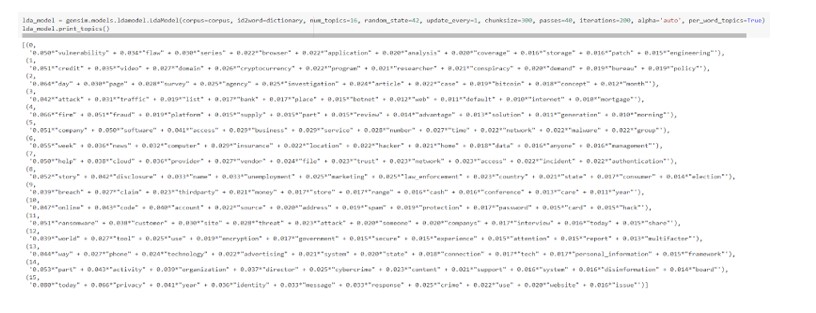 lda_model = gensim.models.ldamodel.LdaModel(corpus=corpus, id2word=dictionary, num_topics=16, random_state=42, update_every=1, chunksize=300, passes=40, iterations=200, alpha='auto', per_word_topics=True)
lda_model.print_topics()
[(0,
'0.050*"vulnerability" + 0.034*"flaw" + 0.030*"series" + 0.022*"browser" + 0.022*"application" + 0.020*"analysis" + 0.020*"coverage" + 0.016*"storage" + 0.016*"patch" + 0.015*"engineering"'),
(1,
'0.051*"credit" + 0.035*"video" + 0.027*"domain" + 0.026*"cryptocurrency" + 0.022*"program" + 0.021*"researcher" + 0.021*"conspiracy" + 0.020*"demand" + 0.019*"bureau" + 0.019*"policy"'),
(2,
'0.064*"day" + 0.030*"page" + 0.028*"survey" + 0.025*"agency" + 0.025*"investigation" + 0.024*"article" + 0.022*"case" + 0.019*"bitcoin" + 0.018*"concept" + 0.012*"month"'),
(3,
'0.042*"attack" + 0.031*"traffic" + 0.019*"list" + 0.017*"bank" + 0.017*"place" + 0.015*"botnet" + 0.012*"web" + 0.011*"default" + 0.010*"internet" + 0.010*"mortgage"'),
(4,
'0.066*"firm" + 0.051*"fraud" + 0.019*"platform" + 0.015*"supply" + 0.015*"part" + 0.015*"review" + 0.014*"advantage" + 0.013*"solution" + 0.011*"generation" + 0.010*"morning"'),
(5,
'0.051*"company" + 0.050*"software" + 0.041*"access" + 0.029*"business" + 0.029*"service" + 0.028*"number" + 0.027*"time" + 0.022*"network" + 0.022*"malware" + 0.022*"group"'),
(6,
'0.055*"week" + 0.036*"news" + 0.032*"computer" + 0.029*"insurance" + 0.022*"location" + 0.022*"hacker" + 0.021*"home" + 0.018*"data" + 0.016*"anyone" + 0.016*"management"'),
(7,
'0.050*"help" + 0.038*"cloud" + 0.036*"provider" + 0.027*"vendor" + 0.024*"file" + 0.023*"trust" + 0.023*"network" + 0.023*"access" + 0.022*"incident" + 0.022*"authentication"'),
(8,
'0.052*"story" + 0.042*"disclosure" + 0.033*"name" + 0.033*"unemployment" + 0.025*"marketing" + 0.025*"law_enforcement" + 0.023*"country" + 0.021*"state" + 0.017*"consumer" + 0.014*"election"'),
(9,
'0.039*"breach" + 0.027*"claim" + 0.023*"thirdparty" + 0.021*"money" + 0.017*"store" + 0.017*"range" + 0.016*"cash" + 0.016*"conference" + 0.013*"care" + 0.013*"year"'),
(10,
'0.047*"online" + 0.043*"code" + 0.040*"account" + 0.022*"source" + 0.020*"address" + 0.019*"spam" + 0.019*"protection" + 0.017*"password" + 0.015*"card" + 0.015*"hack"'),
(11,
'0.051*"ransomware" + 0.038*"customer" + 0.030*"site" + 0.028*"threat" + 0.023*"attack" + 0.020*"someone" + 0.020*"companys" + 0.017*"interview" + 0.016*"today" + 0.015*"share"'),
(12,
'0.039*"world" + 0.027*"tool" + 0.025*"use" + 0.019*"encryption" + 0.017*"government" + 0.015*"secure" + 0.015*"experience" + 0.015*"attention" + 0.015*"report" + 0.013*"multifactor"'),
(13,
'0.044*"way" + 0.027*"phone" + 0.024*"technology" + 0.022*"advertising" + 0.021*"system" + 0.020*"state" + 0.018*"connection" + 0.017*"tech" + 0.017*"personal_information" + 0.015*"framework"'),
(14,
'0.053*"part" + 0.043*"activity" + 0.039*"organization" + 0.037*"director" + 0.025*"cybercrime" + 0.023*"content" + 0.021*"support" + 0.016*"system" + 0.016*"disinformation" + 0.014*"board"'),
(15,
'0.080*"today" + 0.066*"privacy" + 0.041*"year" + 0.036*"identity" + 0.033*"message" + 0.033*"response" + 0.025*"crime" + 0.022*"use" + 0.020*"website" + 0.016*"issue"')]